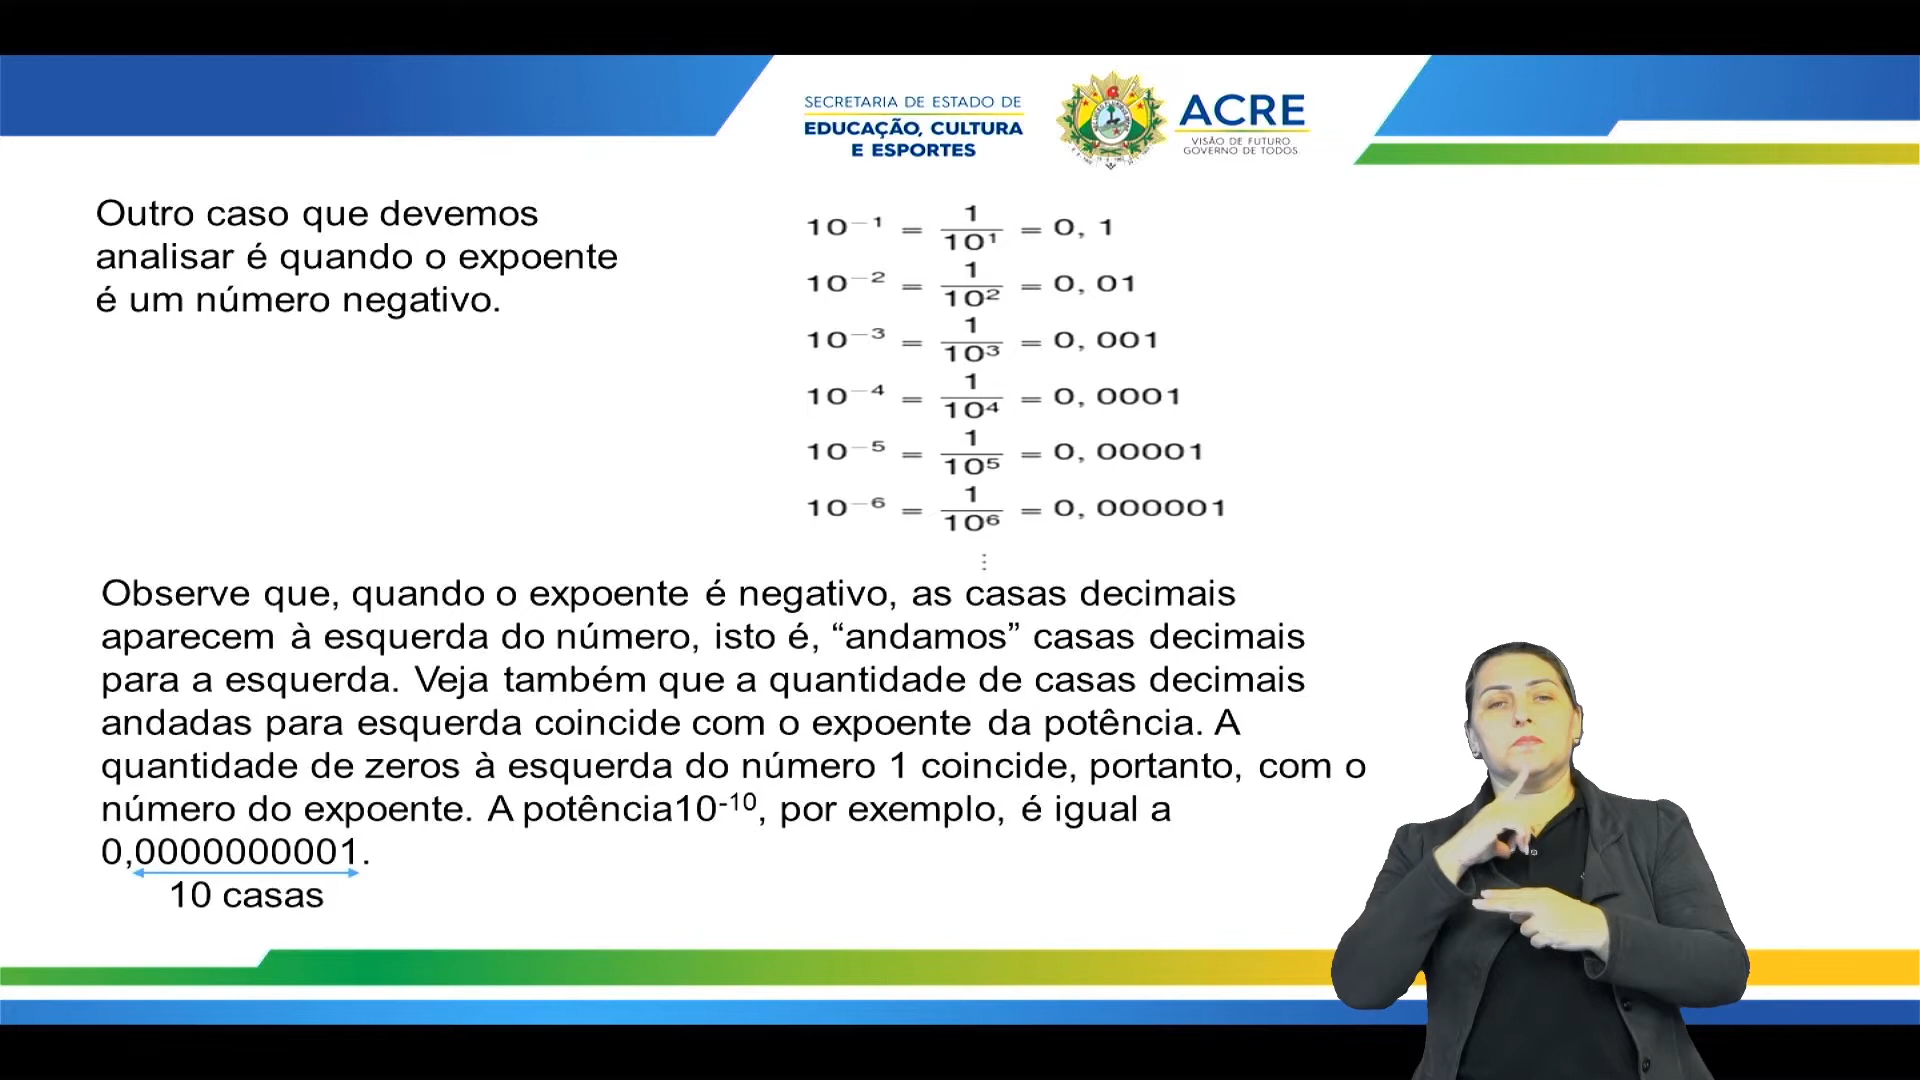 SECRETARIA DE ESTADO DE
EDUCAÇÃO, CULTURA
E ESPORTES
ACRE
VISÃO DE FUTURO
GOVERNO DE TODOS
Outro caso que devemos
analisar é quando o expoente
é um número negativo.
10⁻¹ = 1/10¹ = 0, 1
10⁻² = 1/10² = 0, 01
10⁻³ = 1/10³ = 0, 001
10⁻⁴ = 1/10⁴ = 0, 0001
10⁻⁵ = 1/10⁵ = 0, 00001
10⁻⁶ = 1/10⁶ = 0, 000001
⋮
Observe que, quando o expoente é negativo, as casas decimais
aparecem à esquerda do número, isto é, “andamos” casas decimais
para a esquerda. Veja também que a quantidade de casas decimais
andadas para esquerda coincide com o expoente da potência. A
quantidade de zeros à esquerda do número 1 coincide, portanto, com o
número do expoente. A potência10⁻¹⁰, por exemplo, é igual a
0,0000000001.
10 casas